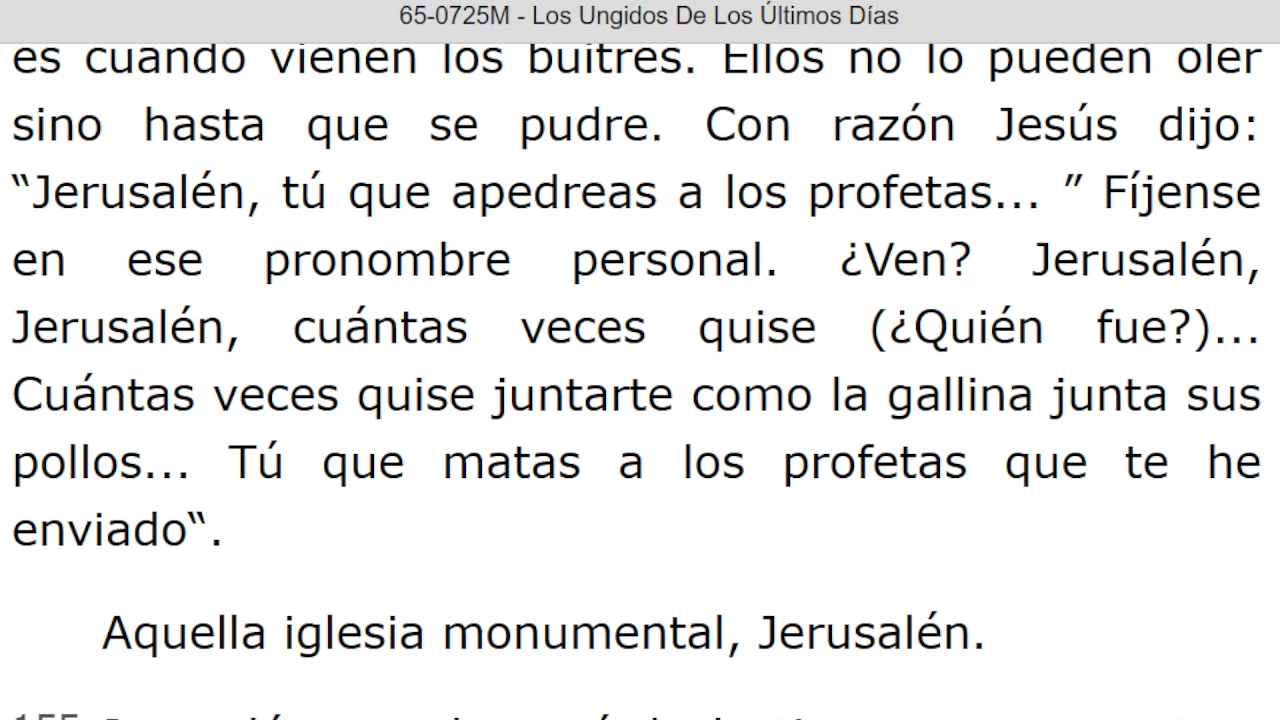 65-0725M - Los Ungidos De Los Últimos Días
es cuando vienen los buitres. Ellos no lo pueden oler
sino hasta que se pudre. Con razón Jesús dijo:
“Jerusalén, tú que apedreas a los profetas... ” Fíjense
en ese pronombre personal. ¿Ven? Jerusalén,
Jerusalén, cuántas veces quise (¿Quién fue?)...
Cuántas veces quise juntarte como la gallina junta sus
pollos... Tú que matas a los profetas que te he
enviado“.
Aquella iglesia monumental, Jerusalén.
155